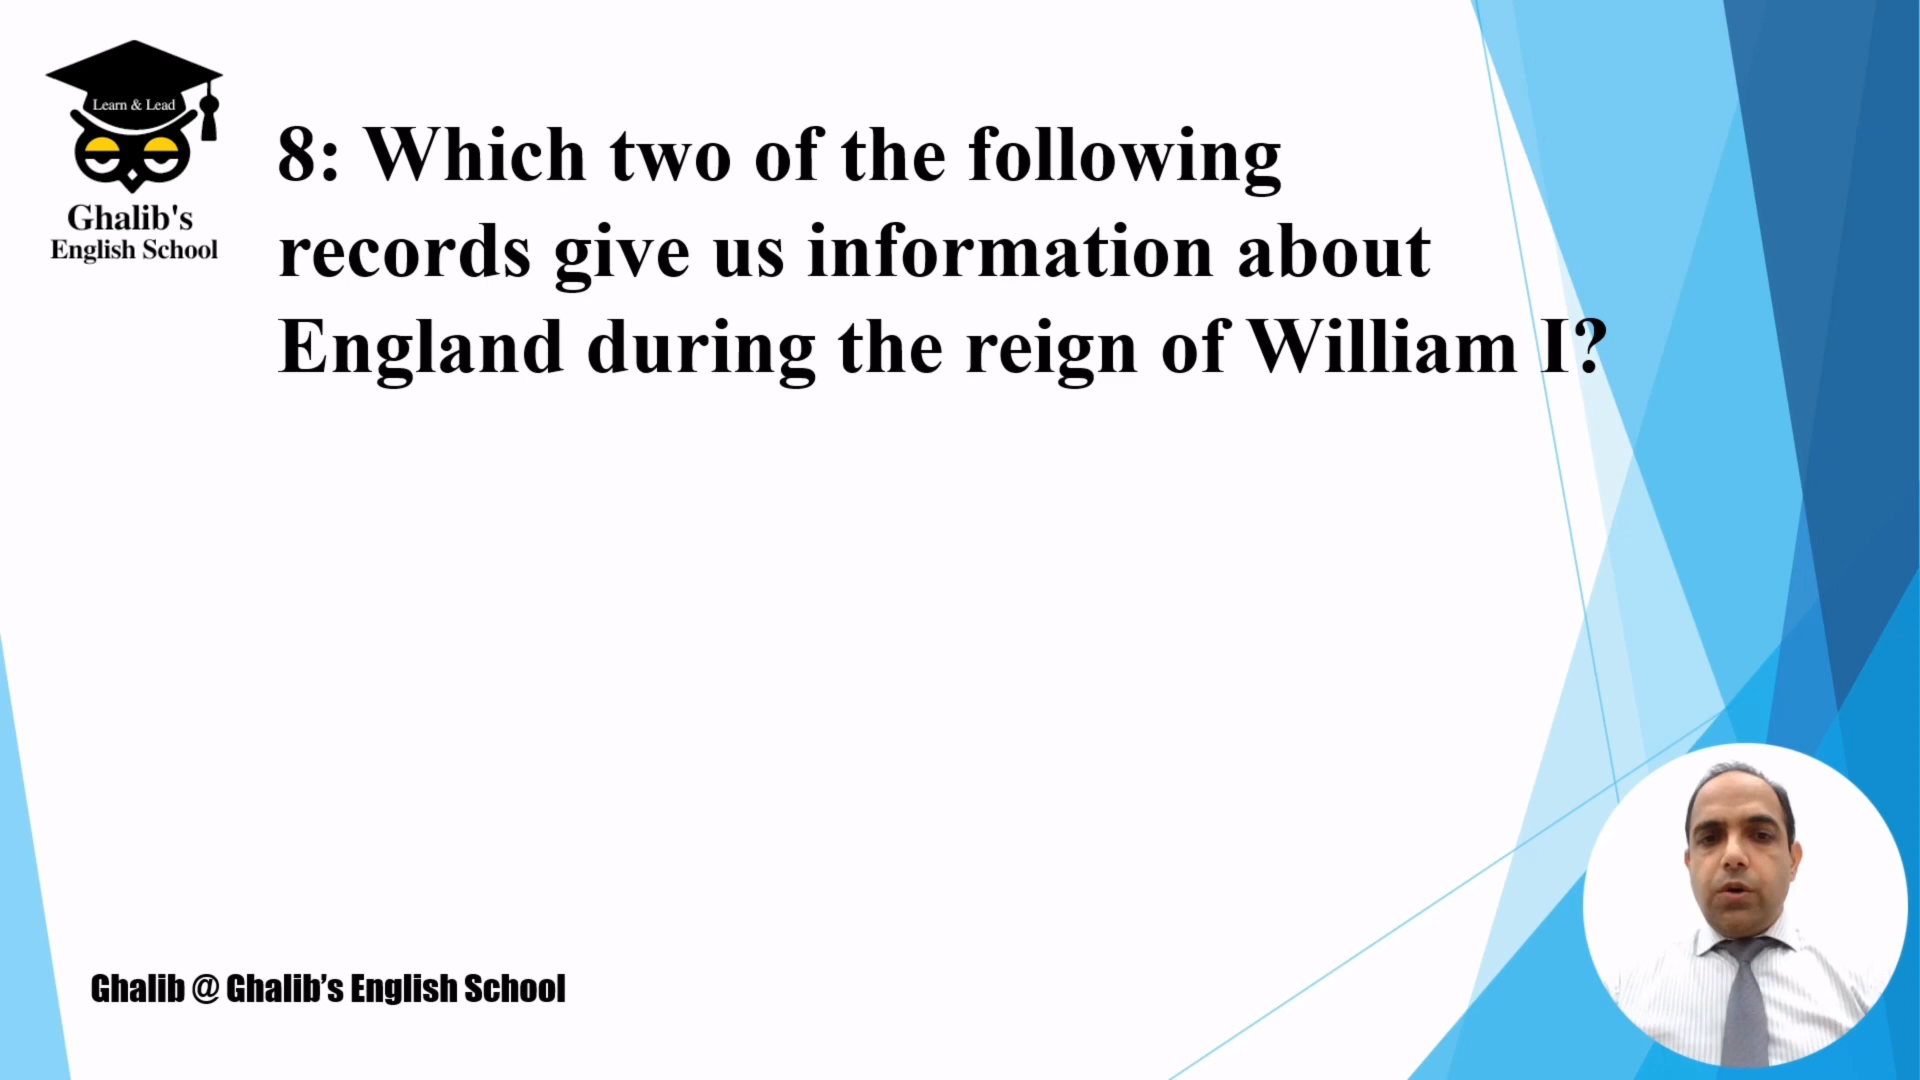 Learn & Lead
Ghalib's
English School
8: Which two of the following
records give us information about
England during the reign of William I?
Ghalib @ Ghalib’s English School